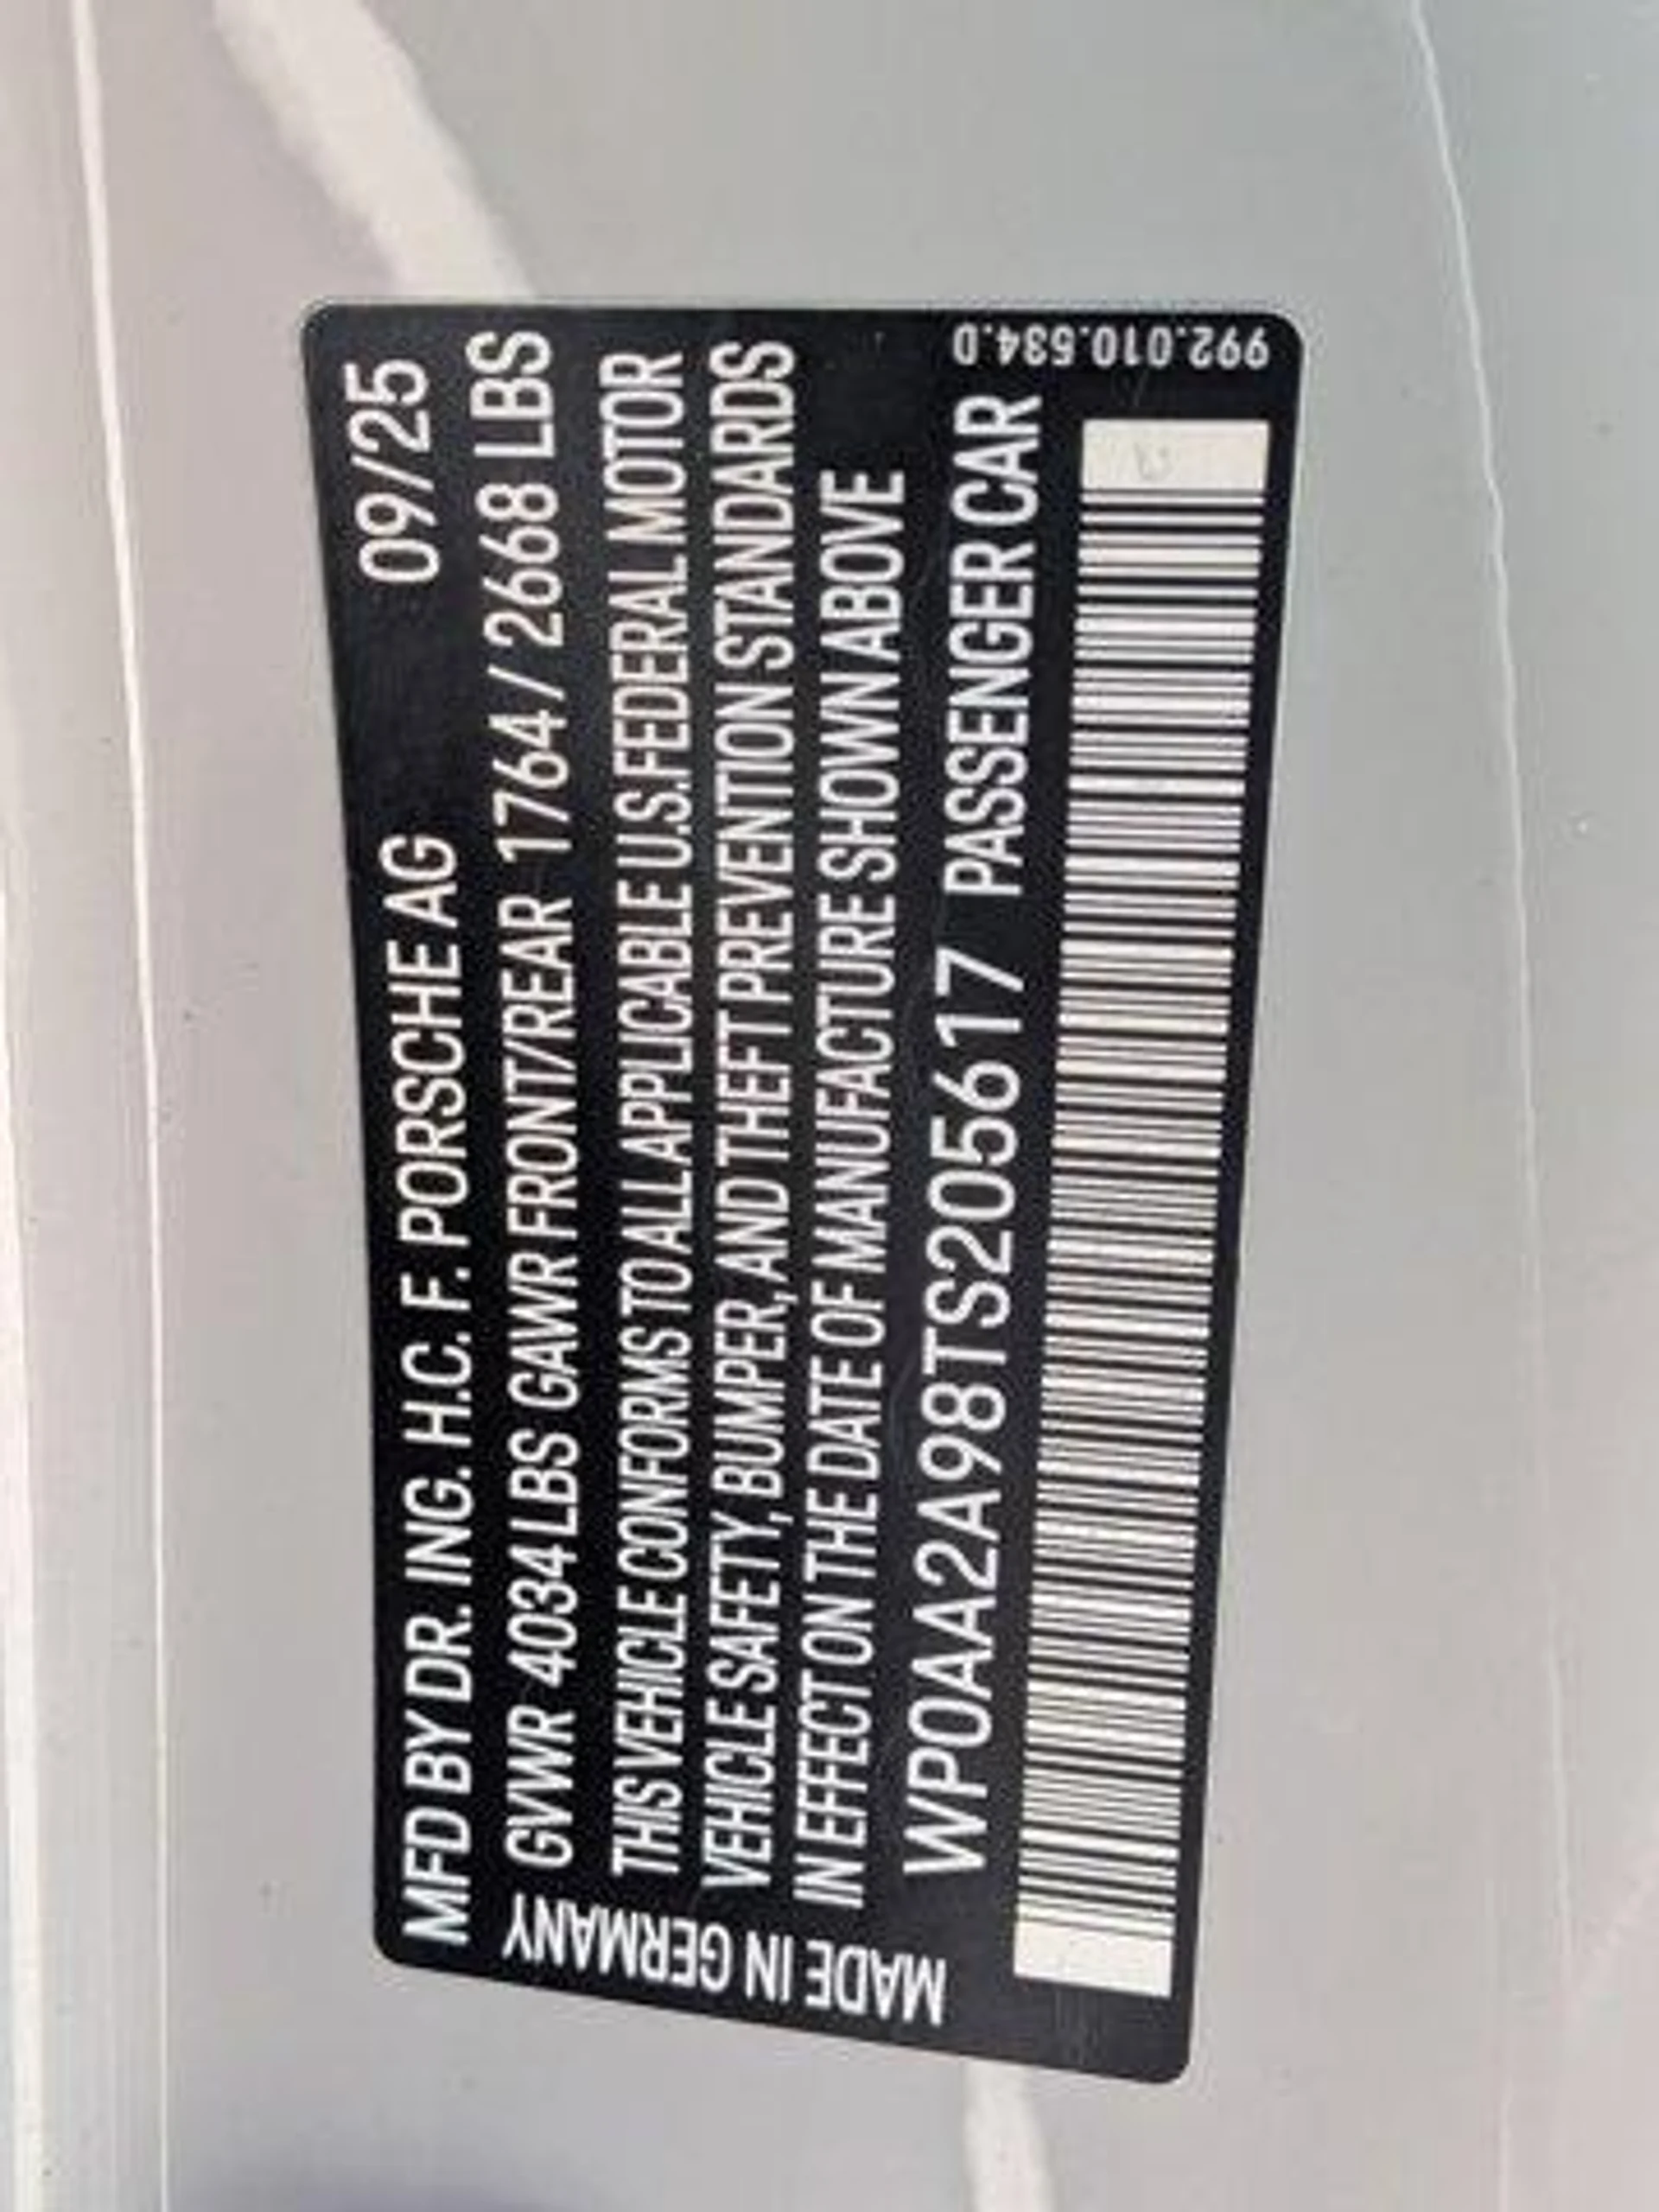 MFD BY DR. ING. H.C. F. PORSCHE AG 09/25
GVWR 4034 LBS GAWR FRONT/REAR 1764 / 2668 LBS
THIS VEHICLE CONFORMS TO ALL APPLICABLE U.S. FEDERAL MOTOR
VEHICLE SAFETY, BUMPER, AND THEFT PREVENTION STANDARDS
IN EFFECT ON THE DATE OF MANUFACTURE SHOWN ABOVE
WP0AA2A98TS205617 PASSENGER CAR
MADE IN GERMANY
992.010.534.D